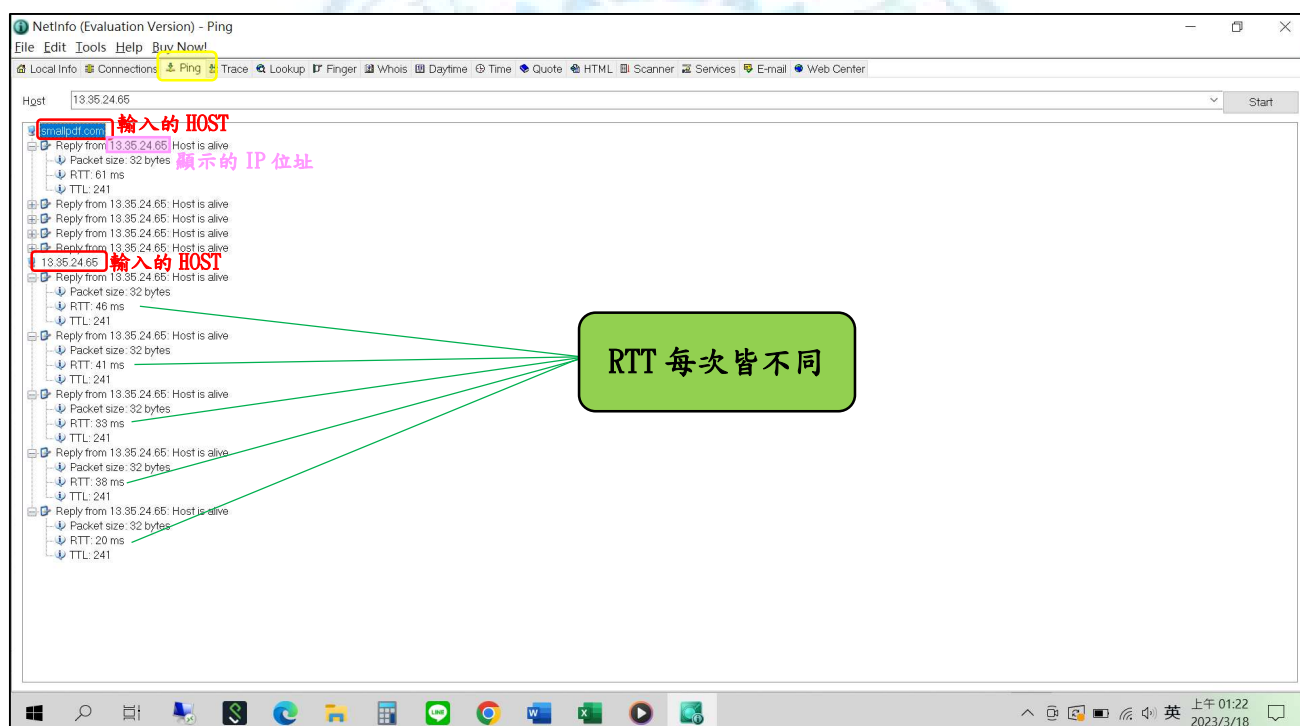 NetInfo (Evaluation Version) - Ping
File Edit Tools Help Buy Now!
Local Info Connections Ping Trace Lookup Finger Whois Daytime Time Quote HTML Scanner Services E-mail Web Center
Host 13.35.24.65 Start
smallpdf.com 輸入的 HOST
Reply from 13.35.24.65: Host is alive
Packet size: 32 bytes 顯示的 IP 位址
RTT: 61 ms
TTL: 241
Reply from 13.35.24.65: Host is alive
Reply from 13.35.24.65: Host is alive
Reply from 13.35.24.65: Host is alive
Reply from 13.35.24.65: Host is alive
13.35.24.65 輸入的 HOST
Reply from 13.35.24.65: Host is alive
Packet size: 32 bytes
RTT: 46 ms
TTL: 241
Reply from 13.35.24.65: Host is alive
Packet size: 32 bytes
RTT: 41 ms
TTL: 241
Reply from 13.35.24.65: Host is alive
Packet size: 32 bytes
RTT: 33 ms
TTL: 241
Reply from 13.35.24.65: Host is alive
Packet size: 32 bytes
RTT: 38 ms
TTL: 241
Reply from 13.35.24.65: Host is alive
Packet size: 32 bytes
RTT: 20 ms
TTL: 241
RTT 每次皆不同
LINE
英 上午 01:22
2023/3/18